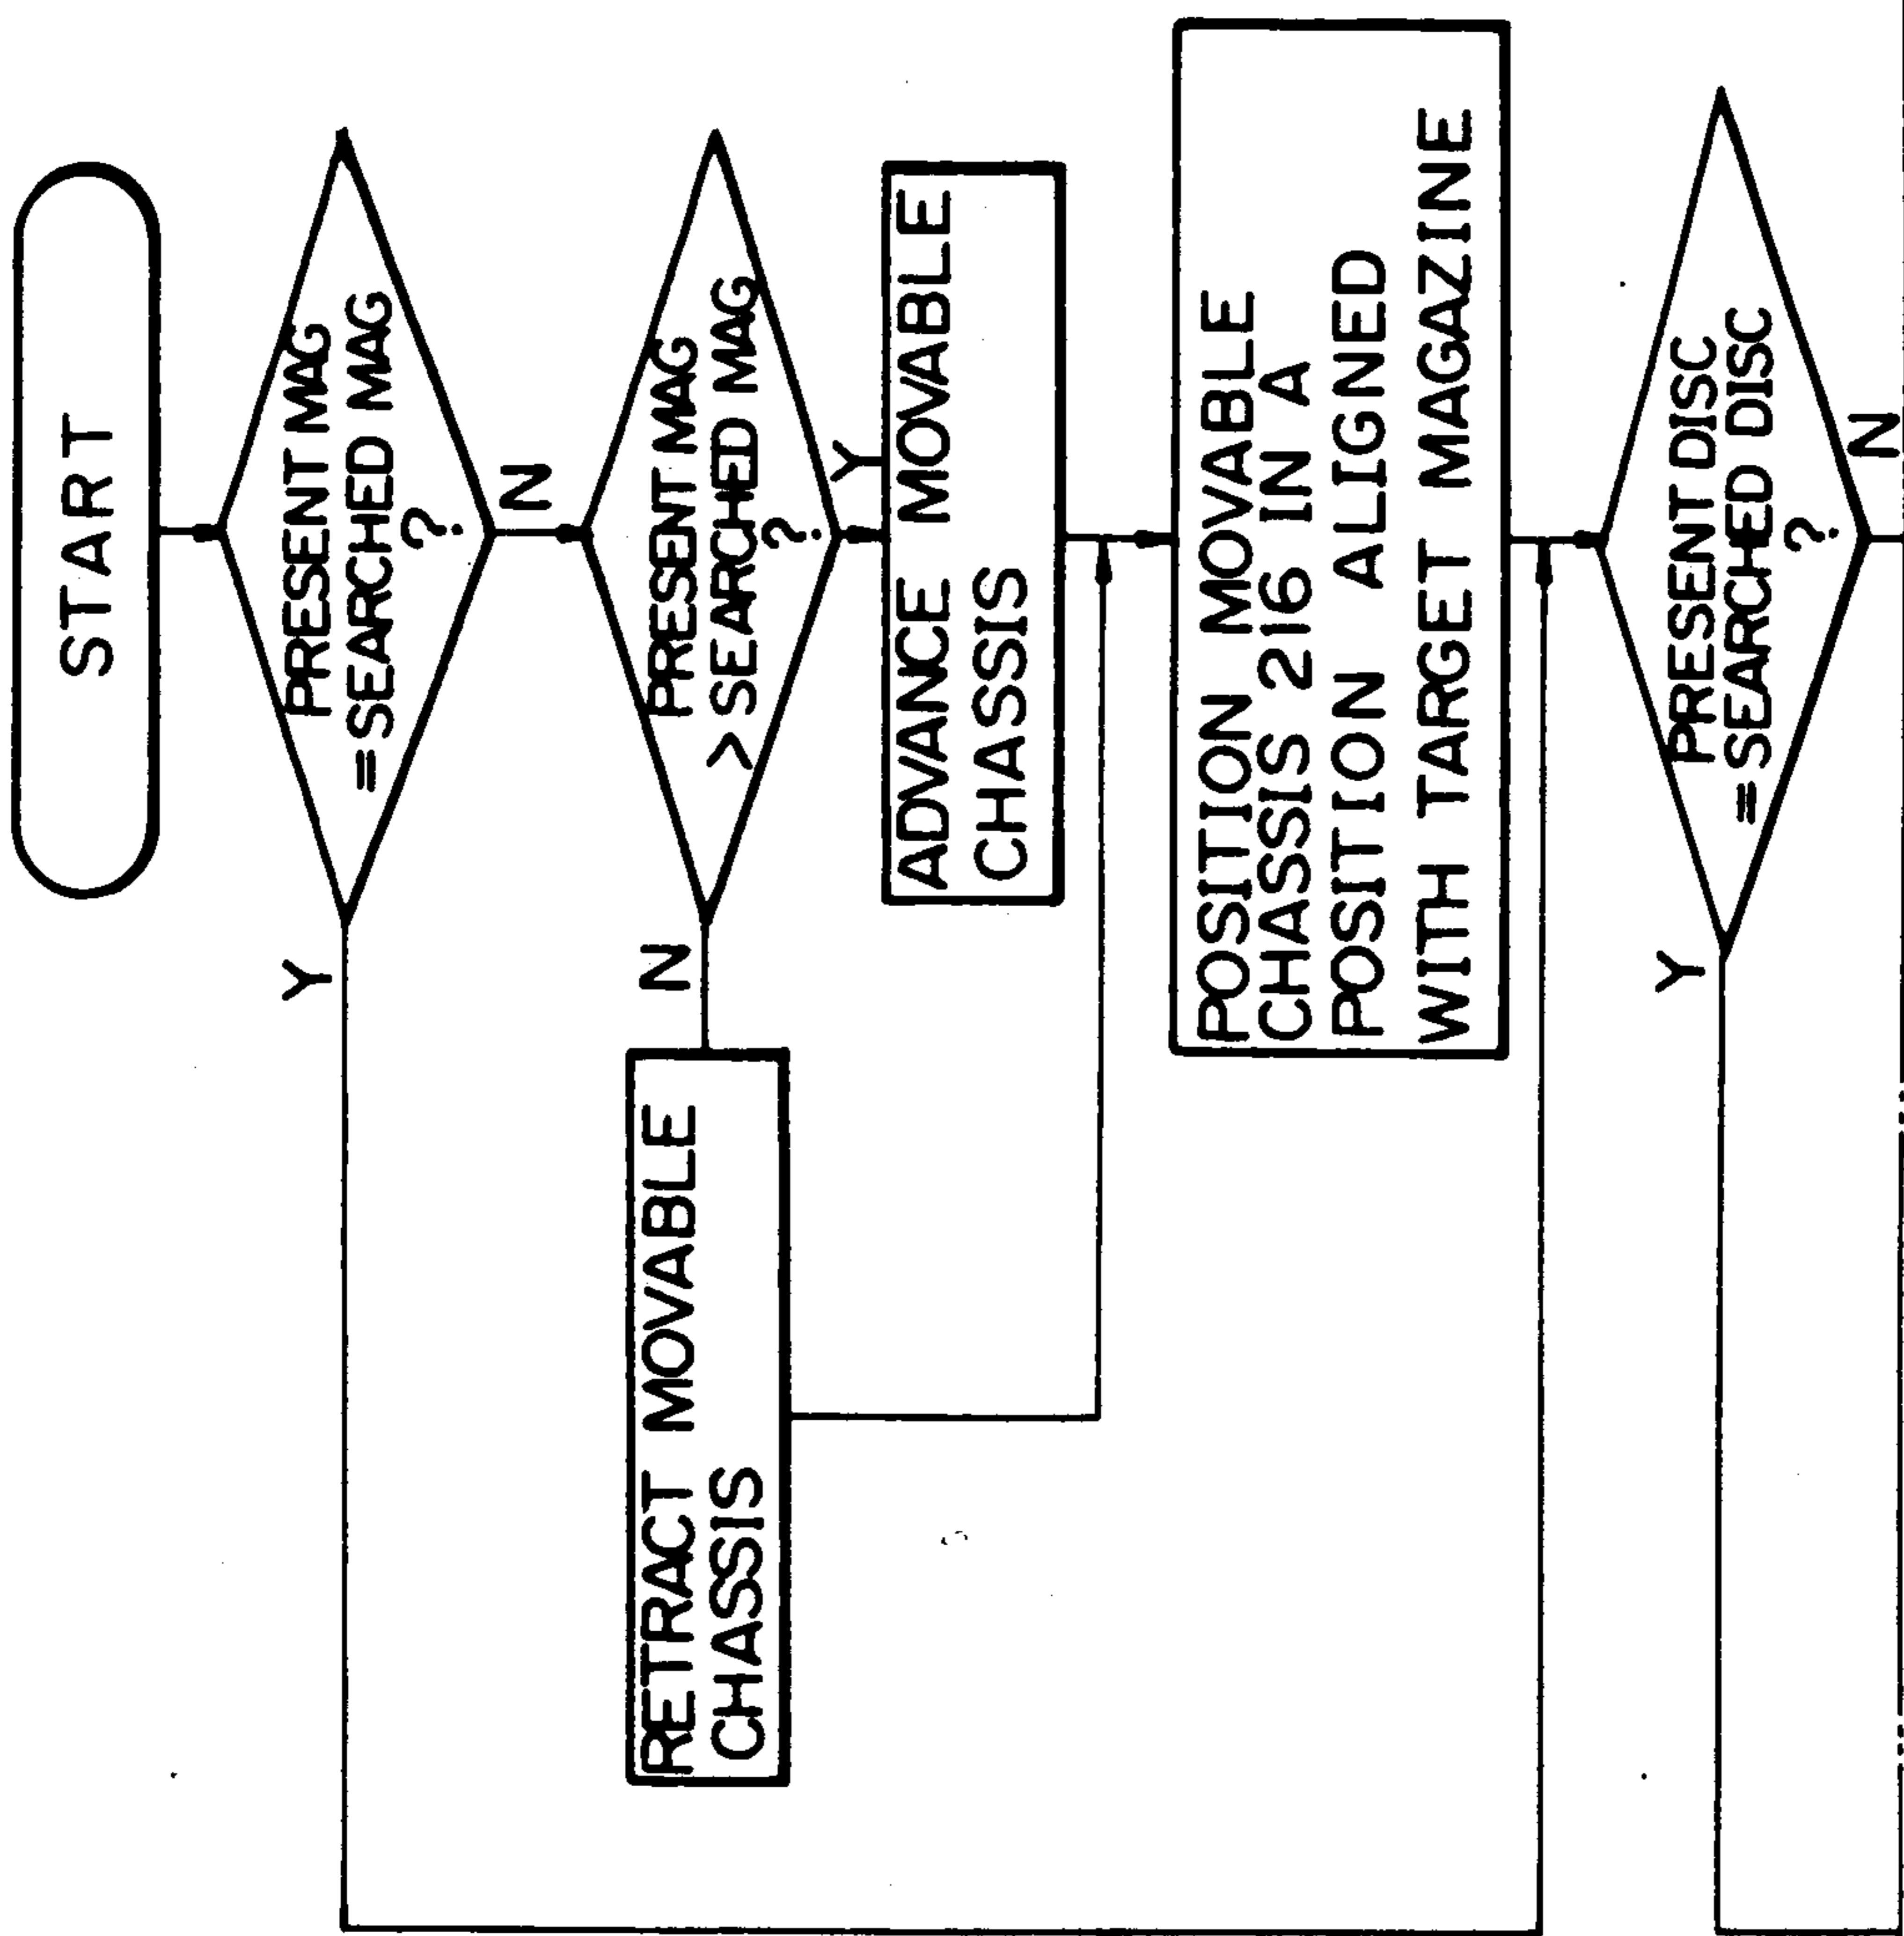 START
PRESENT MAG
=SEARCHED MAG
?
Y
N
PRESENT MAG
>SEARCHED MAG
?
N
Y
RETRACT MOVABLE
CHASSIS
ADVANCE MOVABLE
CHASSIS
POSITION MOVABLE
CHASSIS 216 IN A
POSITION ALIGNED
WITH TARGET MAGAZINE
PRESENT DISC
=SEARCHED DISC
?
Y
N